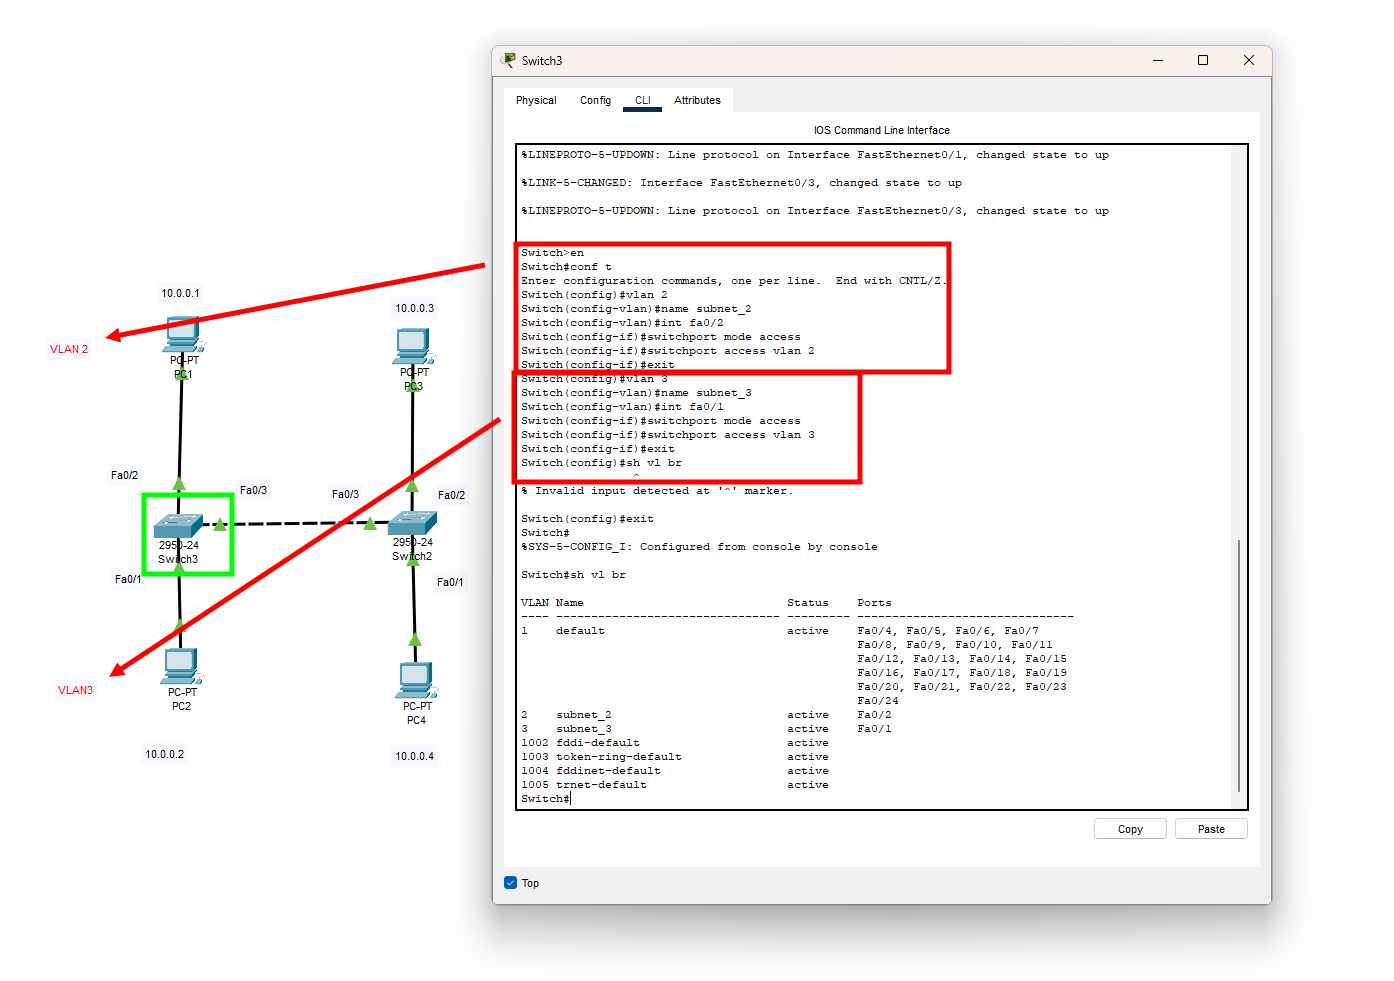 Switch3
Physical Config CLI Attributes
IOS Command Line Interface
%LINEPROTO-5-UPDOWN: Line protocol on Interface FastEthernet0/1, changed state to up
%LINK-5-CHANGED: Interface FastEthernet0/3, changed state to up
%LINEPROTO-5-UPDOWN: Line protocol on Interface FastEthernet0/3, changed state to up
Switch>en
Switch#conf t
Enter configuration commands, one per line.  End with CNTL/Z.
Switch(config)#vlan 2
Switch(config-vlan)#name subnet_2
Switch(config-vlan)#int fa0/2
Switch(config-if)#switchport mode access
Switch(config-if)#switchport access vlan 2
Switch(config-if)#exit
Switch(config)#vlan 3
Switch(config-vlan)#name subnet_3
Switch(config-vlan)#int fa0/1
Switch(config-if)#switchport mode access
Switch(config-if)#switchport access vlan 3
Switch(config-if)#exit
Switch(config)#sh vl br
^
% Invalid input detected at '^' marker.
Switch(config)#exit
Switch#
%SYS-5-CONFIG_I: Configured from console by console
Switch#sh vl br
VLAN Name Status Ports
---- -------------------------------- --------- -------------------------------
1 default active Fa0/4, Fa0/5, Fa0/6, Fa0/7
Fa0/8, Fa0/9, Fa0/10, Fa0/11
Fa0/12, Fa0/13, Fa0/14, Fa0/15
Fa0/16, Fa0/17, Fa0/18, Fa0/19
Fa0/20, Fa0/21, Fa0/22, Fa0/23
Fa0/24
2 subnet_2 active Fa0/2
3 subnet_3 active Fa0/1
1002 fddi-default active
1003 token-ring-default active
1004 fddinet-default active
1005 trnet-default active
Switch#
Copy Paste
Top
10.0.0.1
10.0.0.3
VLAN 2
PC-PT
PC1
PC-PT
PC3
Fa0/2
Fa0/3
Fa0/3
Fa0/2
2950-24
Switch3
2950-24
Switch2
Fa0/1
Fa0/1
VLAN3
PC-PT
PC2
PC-PT
PC4
10.0.0.2
10.0.0.4